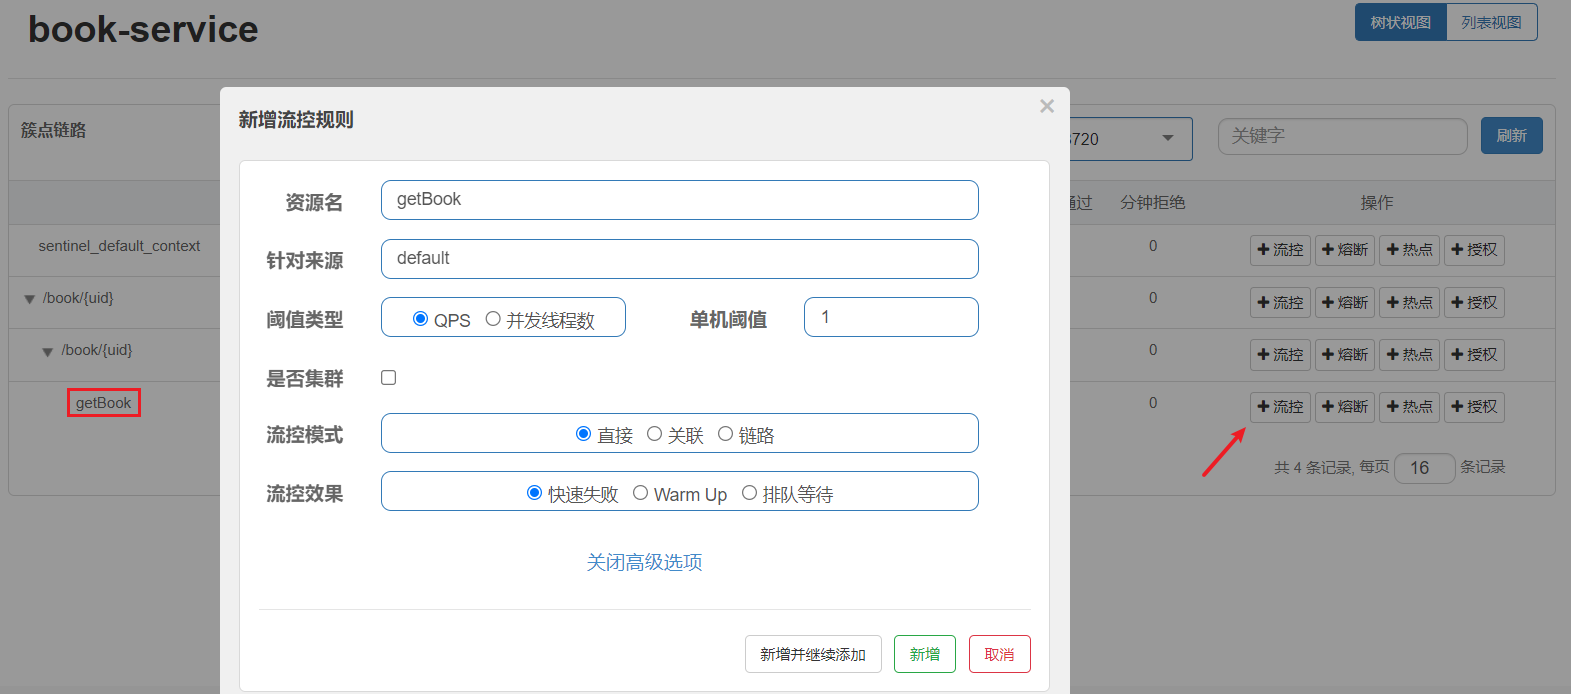 book-service
树状视图 列表视图
新增流控规则 ×
簇点链路
8720 关键字 刷新
资源名 getBook
通过 分钟拒绝 操作
sentinel_default_context 0 流控 熔断 热点 授权
针对来源 default
/book/{uid} 0 流控 熔断 热点 授权
阈值类型 QPS 并发线程数 单机阈值 1
/book/{uid} 0 流控 熔断 热点 授权
是否集群
getBook 0 流控 熔断 热点 授权
流控模式 直接 关联 链路
共 4 条记录, 每页 16 条记录
流控效果 快速失败 Warm Up 排队等待
关闭高级选项
新增并继续添加 新增 取消